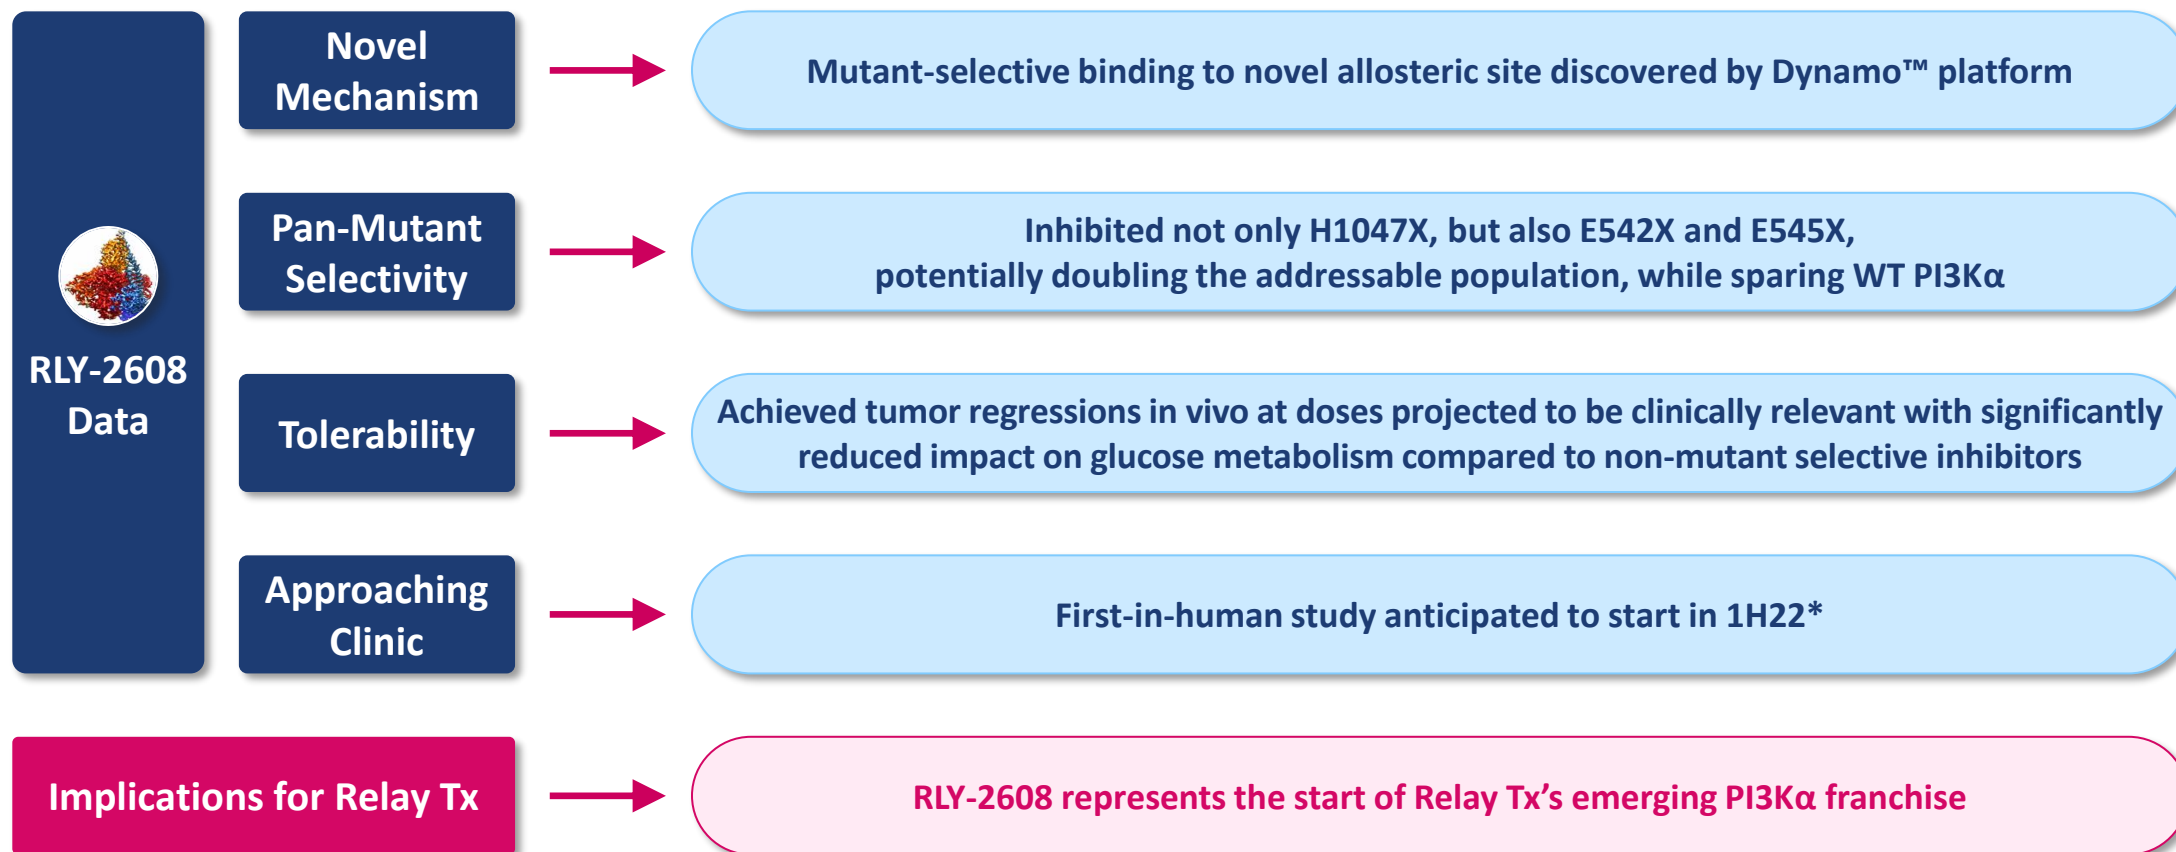 RLY-2608
Data
Novel
Mechanism
Mutant-selective binding to novel allosteric site discovered by Dynamo™ platform
Pan-Mutant
Selectivity
Inhibited not only H1047X, but also E542X and E545X,
potentially doubling the addressable population, while sparing WT PI3Kα
Tolerability
Achieved tumor regressions in vivo at doses projected to be clinically relevant with significantly
reduced impact on glucose metabolism compared to non-mutant selective inhibitors
Approaching
Clinic
First-in-human study anticipated to start in 1H22*
Implications for Relay Tx
RLY-2608 represents the start of Relay Tx’s emerging PI3Kα franchise